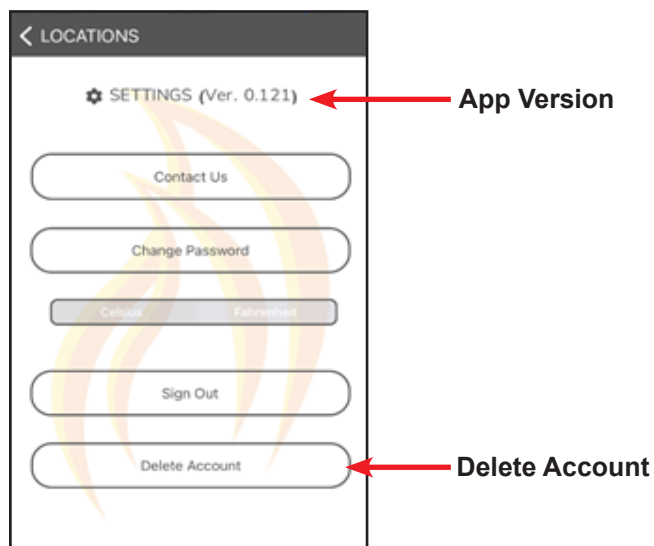 LOCATIONS
SETTINGS (Ver. 0.121)
App Version
Contact Us
Change Password
Celsius Fahrenheit
Sign Out
Delete Account
Delete Account